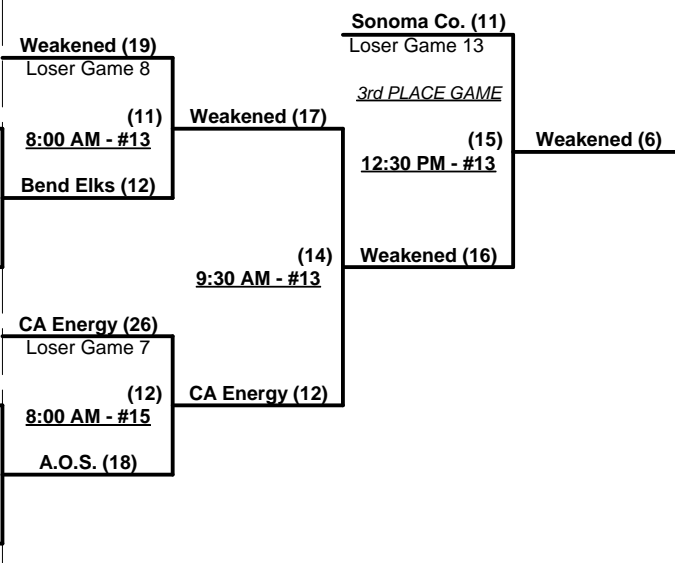 Sonoma Co. (11)
Loser Game 13
Weakened (19)
Loser Game 8
3rd PLACE GAME
(11)
8:00 AM - #13
Weakened (17)
(15)
12:30 PM - #13
Weakened (6)
Bend Elks (12)
(14)
9:30 AM - #13
Weakened (16)
CA Energy (26)
Loser Game 7
(12)
8:00 AM - #15
CA Energy (12)
A.O.S. (18)